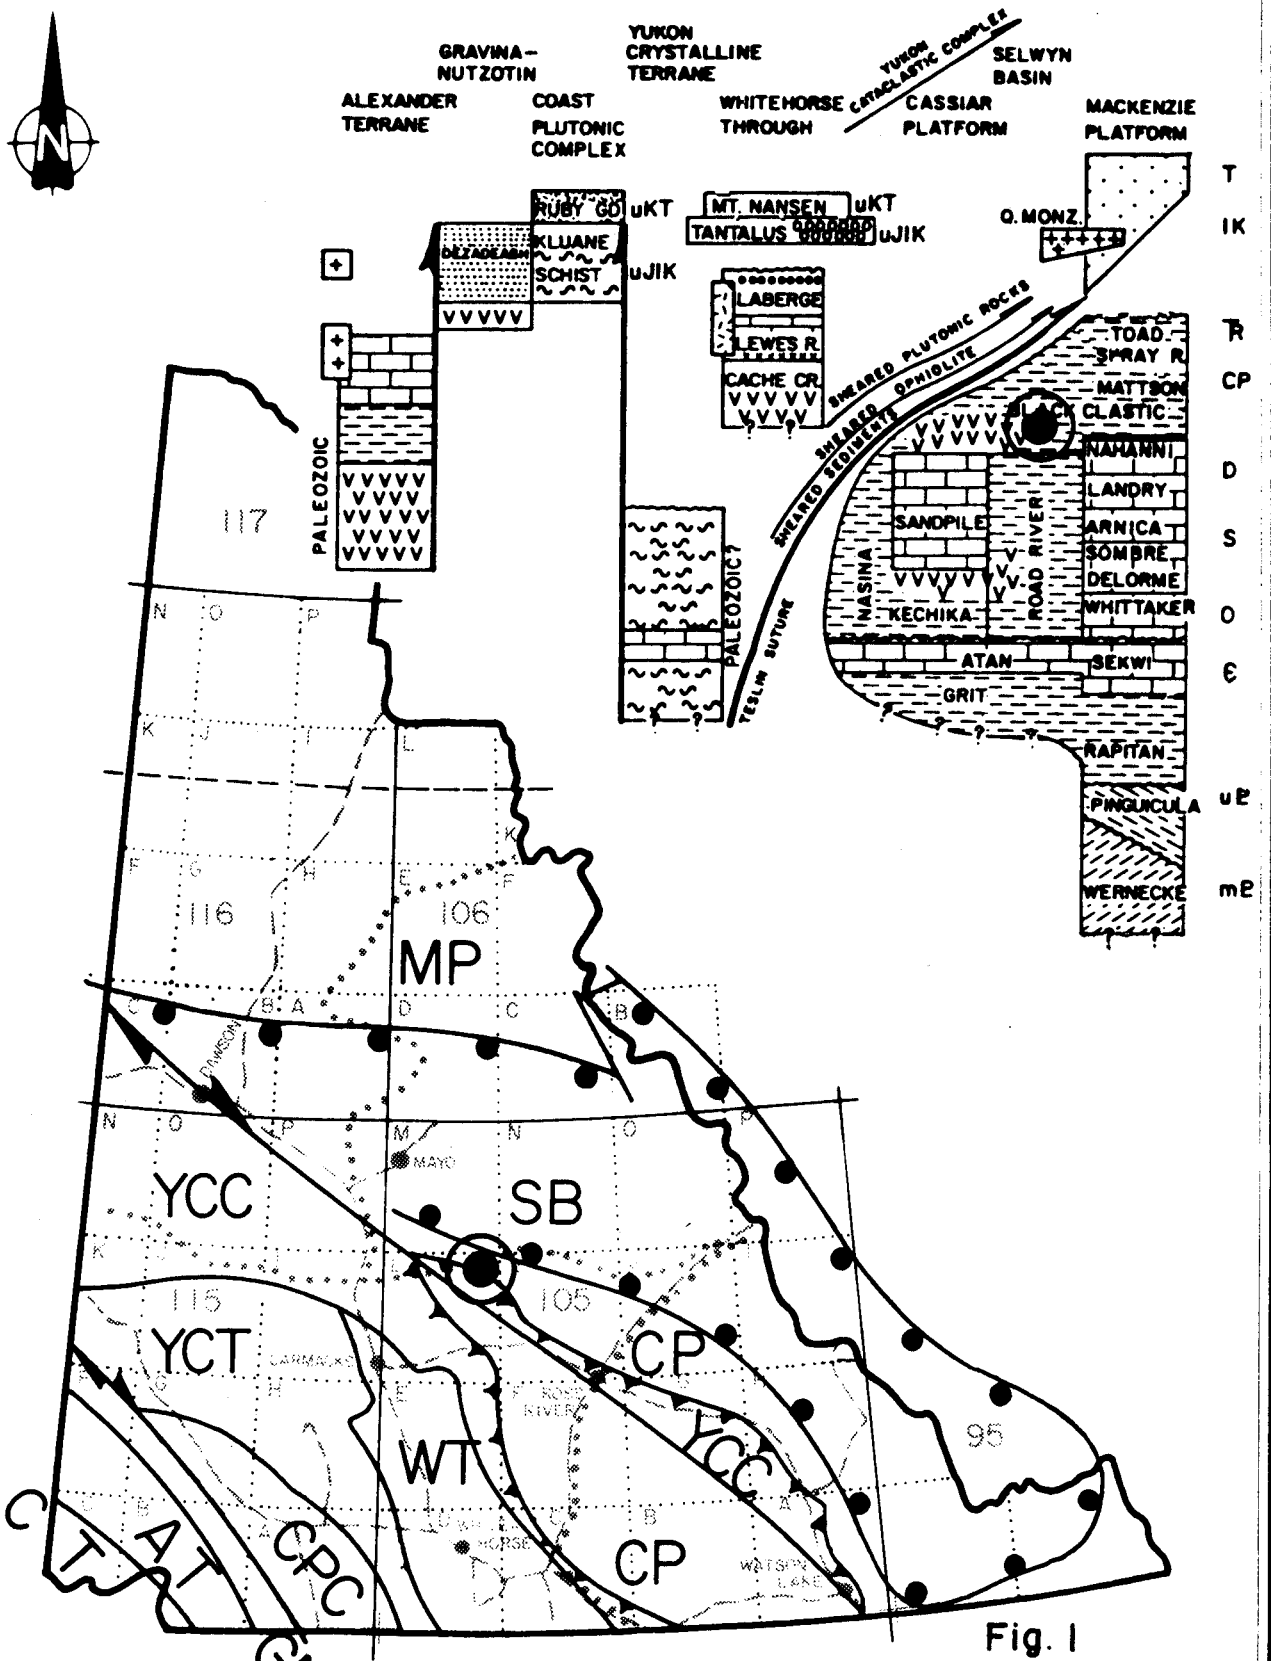 N
GRAVINA-
NUTZOTIN
YUKON
CRYSTALLINE
TERRANE
YUKON
CATACLASTIC COMPLEX
SELWYN
BASIN
ALEXANDER
TERRANE
COAST
PLUTONIC
COMPLEX
WHITEHORSE
THROUGH
CASSIAR
PLATFORM
MACKENZIE
PLATFORM
RUBY GD
uKT
KLUANE
SCHIST
uJIK
DEZADEASH
MT. NANSEN
uKT
TANTALUS
uJIK
LABERGE
LEWES R.
CACHE CR.
Q. MONZ.
T
IK
TR
CP
D
S
O
Є
uP
mP
SHEARED PLUTONIC ROCKS
SHEARED OPHIOLITE
SHEARED SEDIMENTS
TESLIN SUTURE
PALEOZOIC
PALEOZOIC?
TOAD
SPRAY R.
MATTSON
BLACK CLASTIC
NAHANNI
LANDRY
ARNICA
SOMBRE
DELORME
WHITTAKER
SANDPILE
NASINA
ROAD RIVER
KECHIKA
ATAN
SEKWI
GRIT
RAPITAN
PINGUICULA
WERNECKE
117
N O P
K J I L
K
F G H E F
116
106
MP
C B A D C B
DAWSON
N O P M N O P
MAYO
YCC
SB
K
L
115
105
YCT
CP
CARMACKS
G H E F
ROSS
RIVER
WT
YCC
95
B A D C B A
HORSE
CT
AT
CPC
CP
WATSON
LAKE
Fig. 1